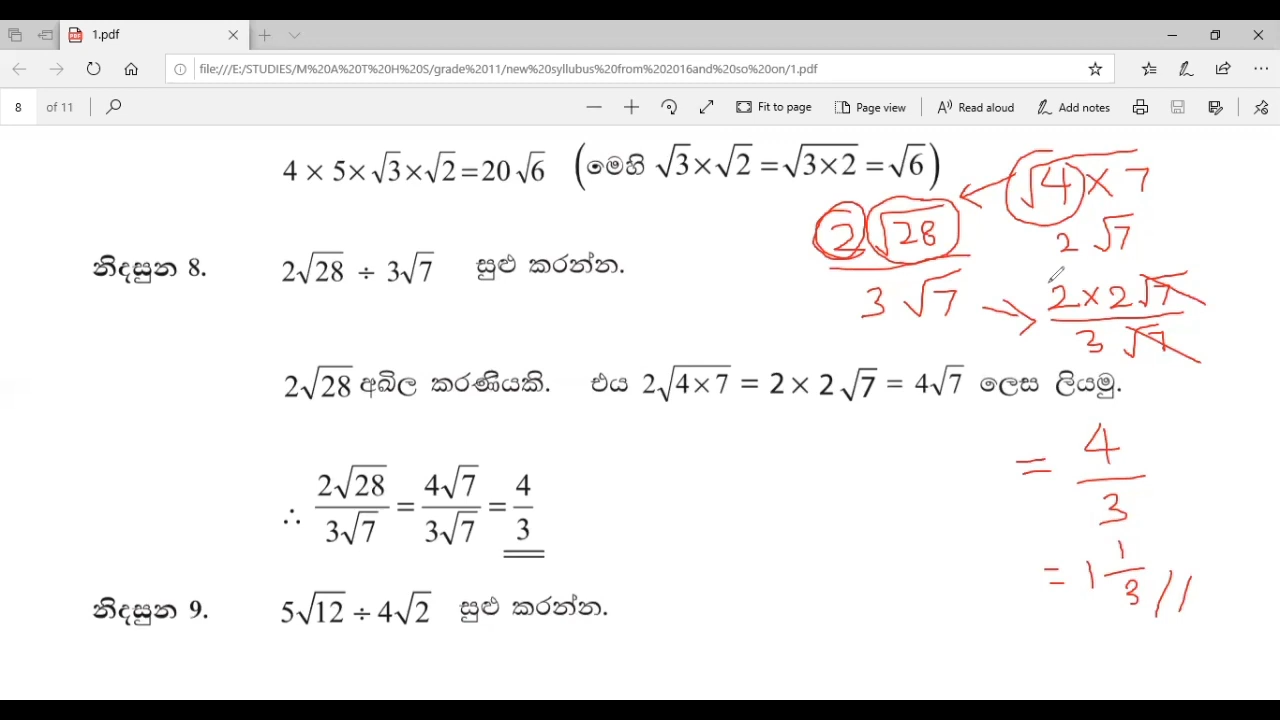 1.pdf
file:///E:/STUDIES/M%20A%20T%20H%20S/grade%2011/new%20syllubus%20from%202016and%20so%20on/1.pdf
8 of 11 Fit to page Page view Read aloud Add notes
4 × 5 × √3 × √2 = 20√6 (මෙහි √3 × √2 = √(3×2) = √6)
√4 × 7
2 √28
2 √7
නිදසුන 8. 2√28 ÷ 3√7 සුළු කරන්න.
3 √7
2 × 2√7
3 √7
2√28 අඛිල කරණියකි. එය 2√(4×7) = 2 × 2√7 = 4√7 ලෙස ලියමු.
= 4/3
∴ 2√28/3√7 = 4√7/3√7 = 4/3
= 1 1/3 //
නිදසුන 9. 5√12 ÷ 4√2 සුළු කරන්න.